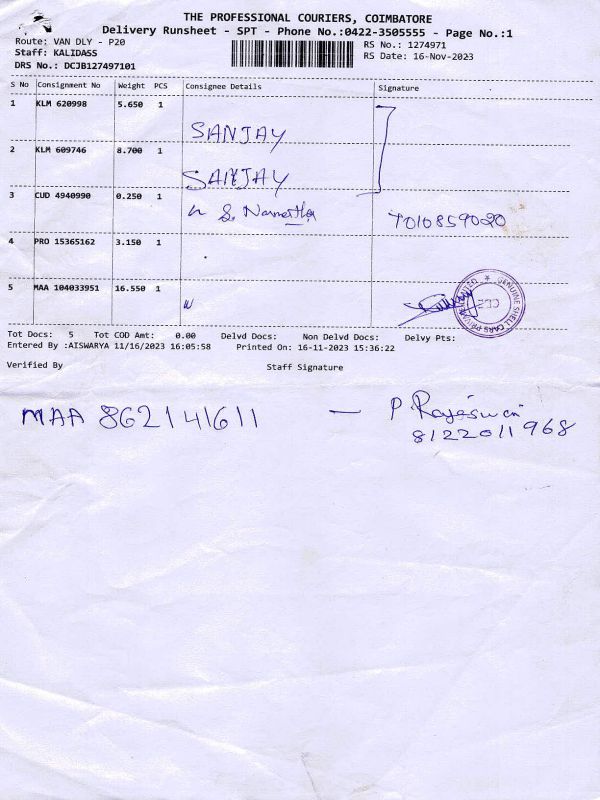 THE PROFESSIONAL COURIERS, COIMBATORE
Delivery Runsheet - SPT - Phone No.:0422-3505555 - Page No.:1
Route: VAN DLY - P20
RS No.: 1274971
Staff: KALIDASS
RS Date: 16-Nov-2023
DRS No.: DCJB127497101
S No Consignment No Weight PCS Consignee Details Signature
1 KLM 620998 5.650 1
SANJAY
2 KLM 609746 8.700 1
SANJAY
3 CUD 4940990 0.250 1
S. Namertha 7010859020
4 PRO 15365162 3.150 1
5 MAA 104033951 16.550 1
GENUINE SHELL CARS
Tot Docs: 5 Tot COD Amt: 0.00 Delvd Docs: Non Delvd Docs: Delvy Pts:
Entered By :AISWARYA 11/16/2023 16:05:58 Printed On: 16-11-2023 15:36:22
Verified By Staff Signature
MAA 862141611 — P. Rajeswari
8122011968